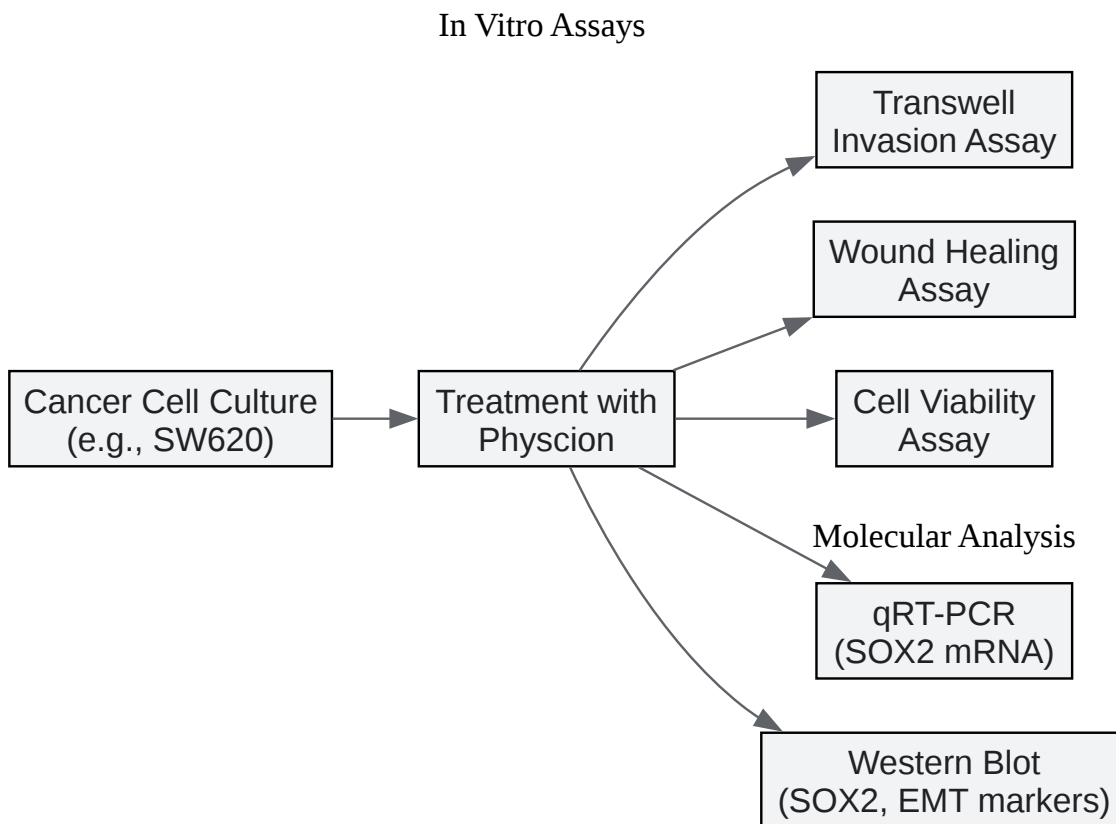 In Vitro Assays
Transwell
Invasion Assay
Wound Healing
Assay
Cancer Cell Culture
(e.g., SW620)
Treatment with
Physcion
Cell Viability
Assay
Molecular Analysis
qRT-PCR
(SOX2 mRNA)
Western Blot
(SOX2, EMT markers)